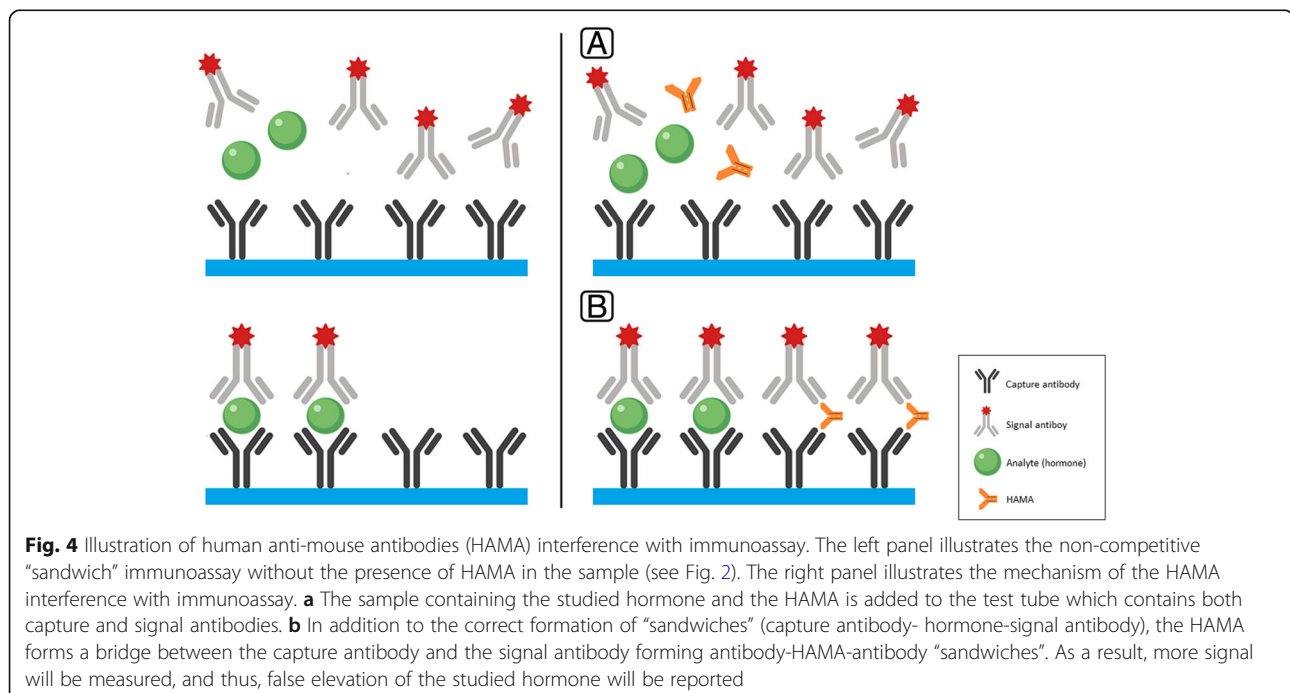 A
B
Capture antibody
Signal antiboy
Analyte (hormone)
HAMA
Fig. 4 Illustration of human anti-mouse antibodies (HAMA) interference with immunoassay. The left panel illustrates the non-competitive
“sandwich” immunoassay without the presence of HAMA in the sample (see Fig. 2). The right panel illustrates the mechanism of the HAMA
interference with immunoassay. a The sample containing the studied hormone and the HAMA is added to the test tube which contains both
capture and signal antibodies. b In addition to the correct formation of “sandwiches” (capture antibody- hormone-signal antibody), the HAMA
forms a bridge between the capture antibody and the signal antibody forming antibody-HAMA-antibody “sandwiches”. As a result, more signal
will be measured, and thus, false elevation of the studied hormone will be reported